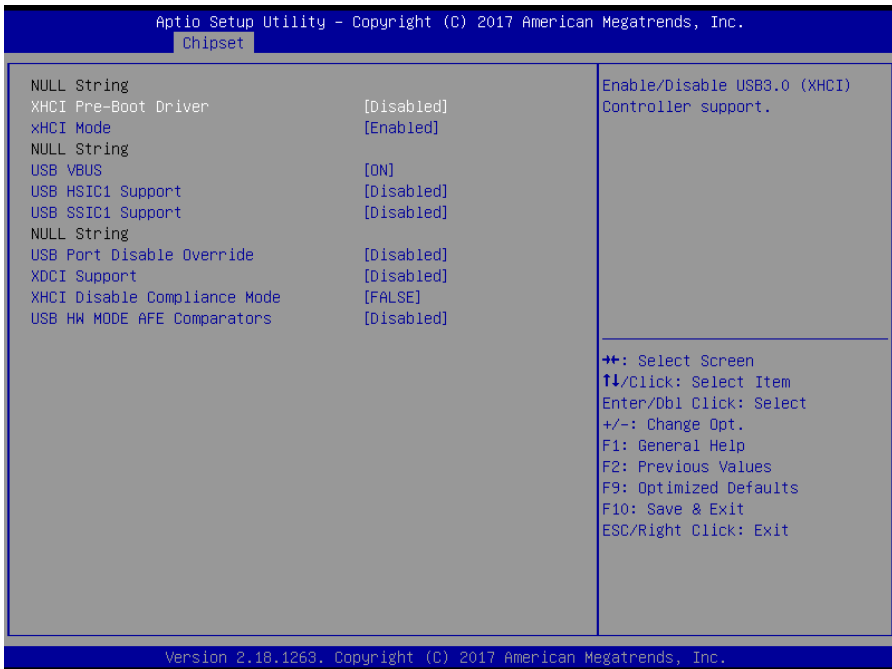 Aptio Setup Utility – Copyright (C) 2017 American Megatrends, Inc.
Chipset
NULL String
XHCI Pre-Boot Driver [Disabled]
xHCI Mode [Enabled]
NULL String
USB VBUS [ON]
USB HSIC1 Support [Disabled]
USB SSIC1 Support [Disabled]
NULL String
USB Port Disable Override [Disabled]
XDCI Support [Disabled]
XHCI Disable Compliance Mode [FALSE]
USB HW MODE AFE Comparators [Disabled]
Enable/Disable USB3.0 (XHCI)
Controller support.
→←: Select Screen
↑↓/Click: Select Item
Enter/Dbl Click: Select
+/-: Change Opt.
F1: General Help
F2: Previous Values
F9: Optimized Defaults
F10: Save & Exit
ESC/Right Click: Exit
Version 2.18.1263. Copyright (C) 2017 American Megatrends, Inc.